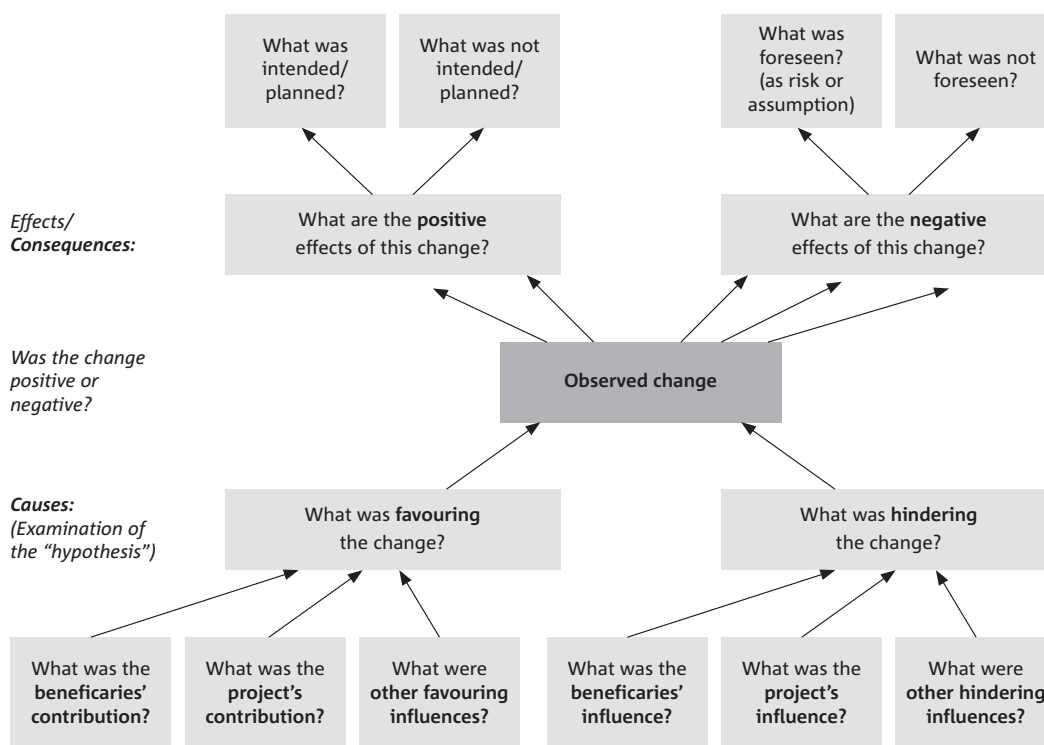 What was
intended/
planned?
What was not
intended/
planned?
What was
foreseen?
(as risk or
assumption)
What was not
foreseen?
Effects/
Consequences:
What are the positive
effects of this change?
What are the negative
effects of this change?
Was the change
positive or
negative?
Observed change
Causes:
(Examination of
the “hypothesis”)
What was favouring
the change?
What was hindering
the change?
What was the
beneficaries’
contribution?
What was the
project’s
contribution?
What were
other favouring
influences?
What was the
beneficaries’
influence?
What was the
project’s
influence?
What were
other hindering
influences?